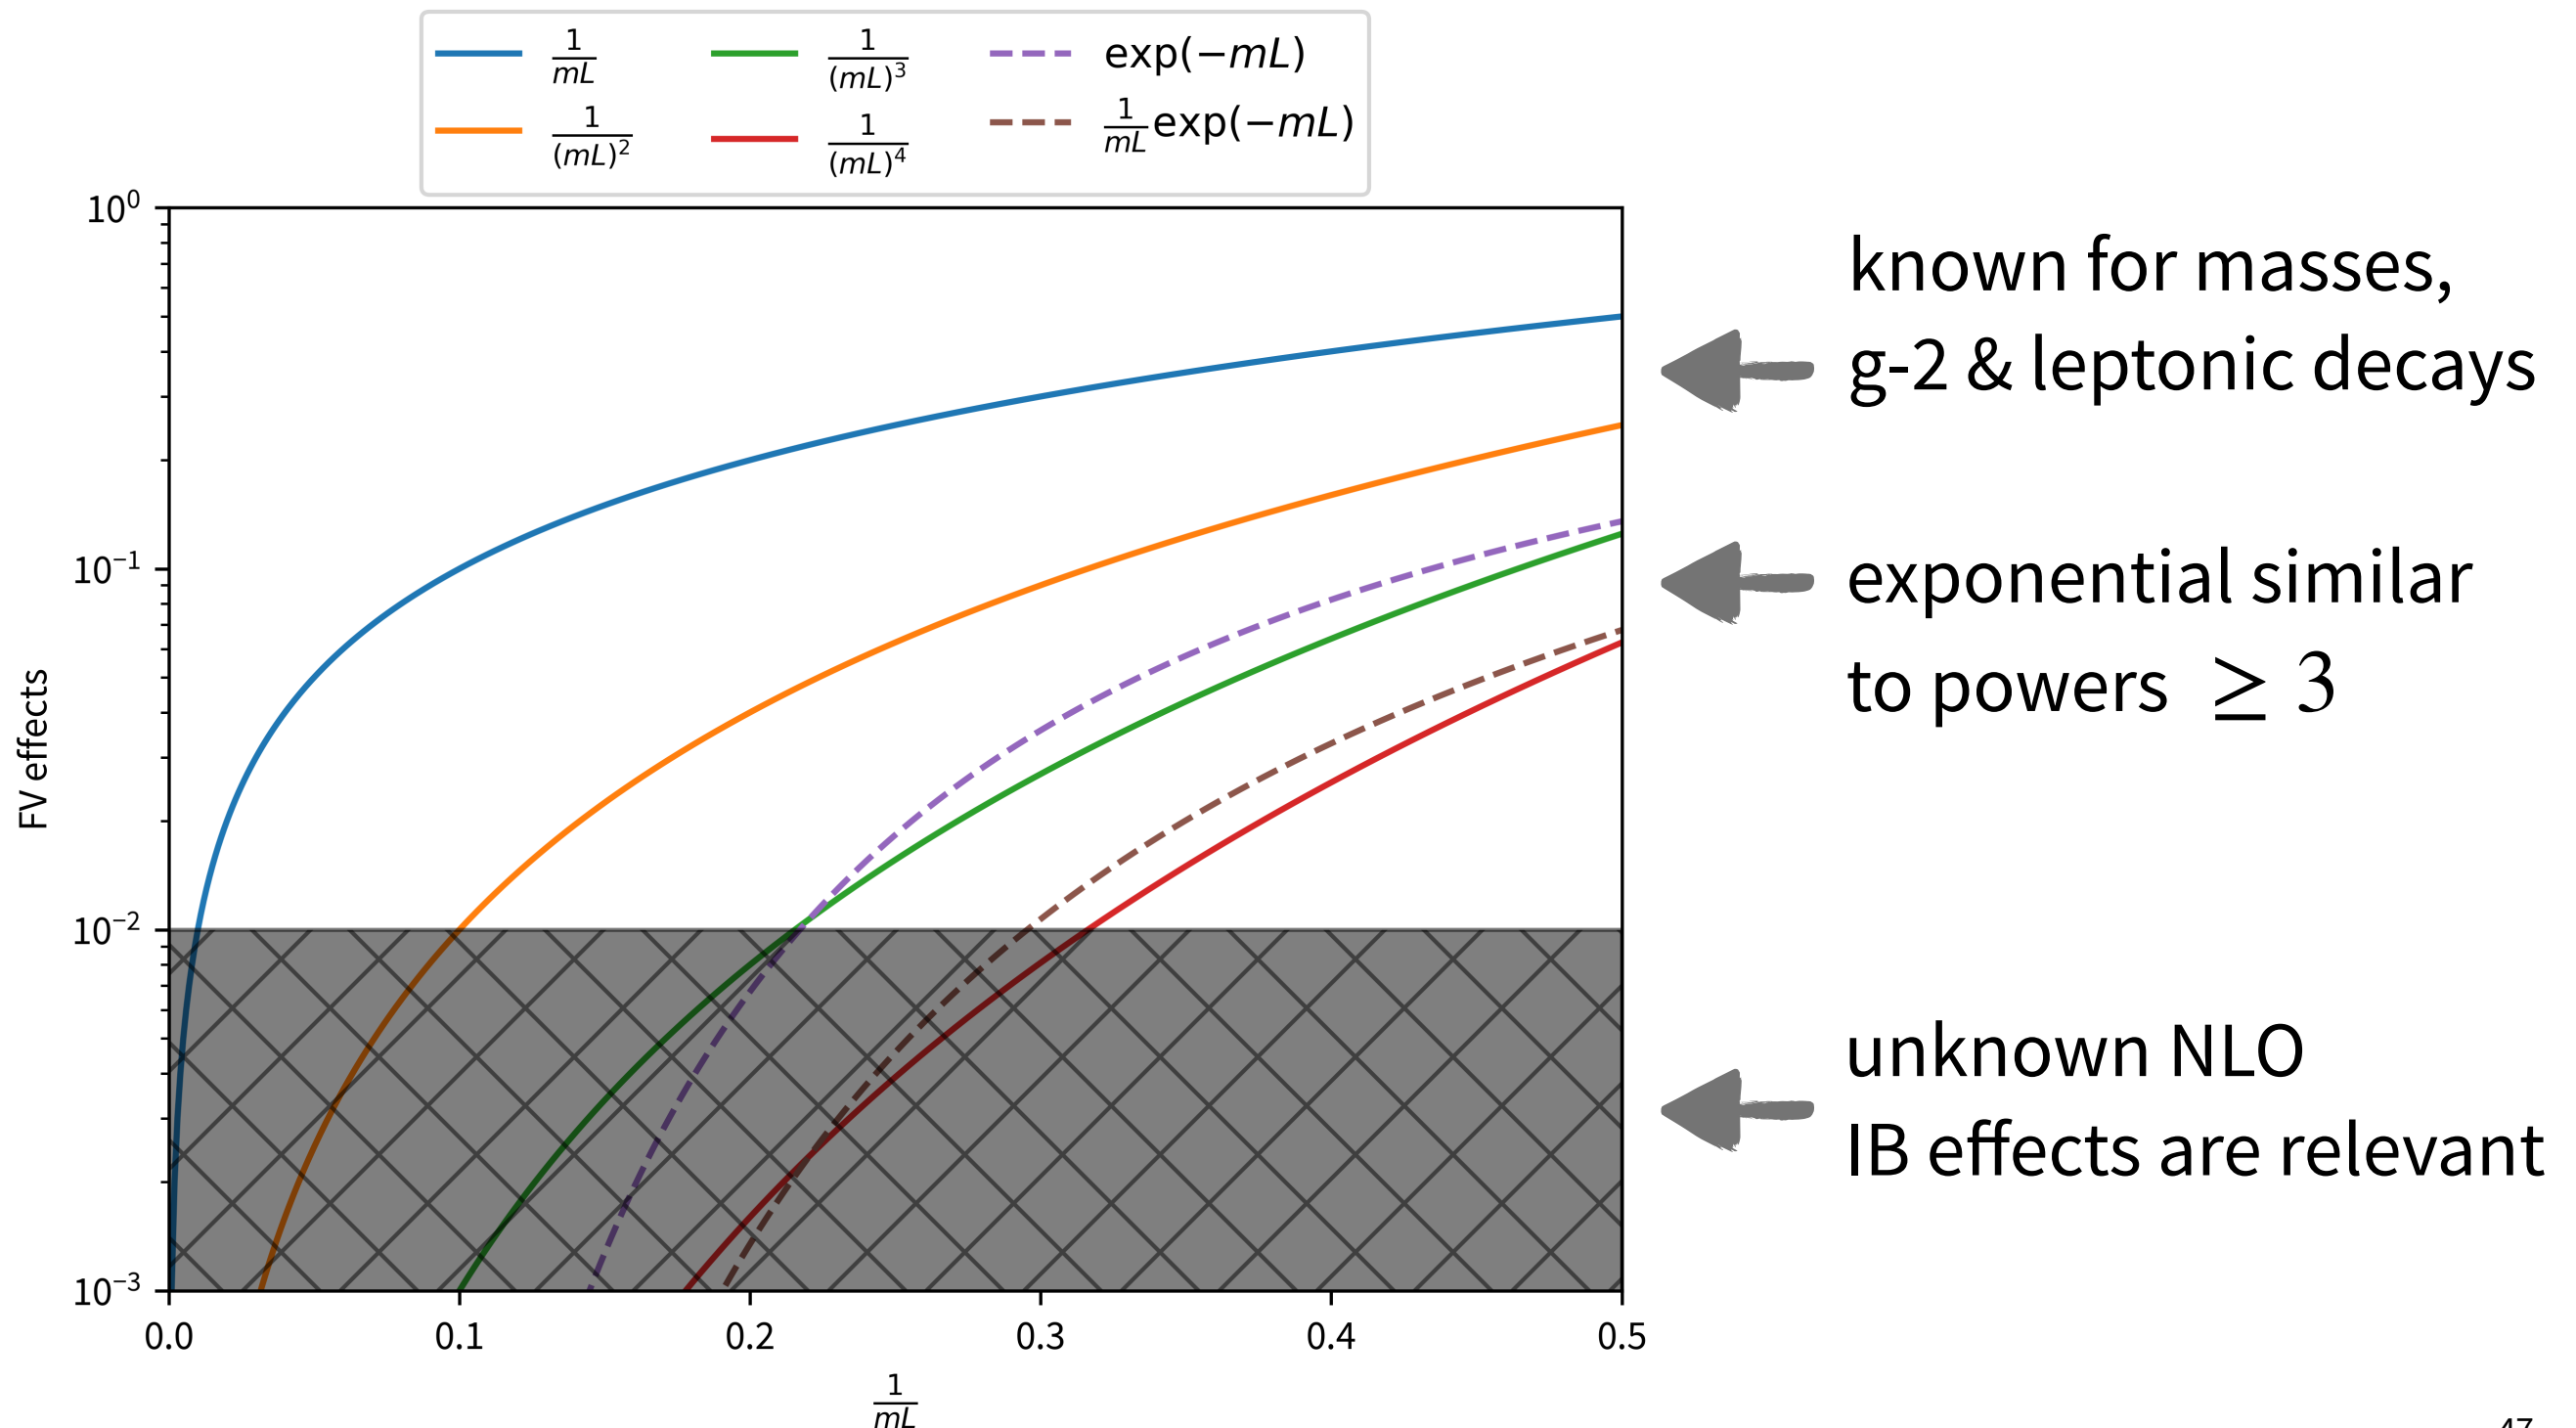 1/mL
1/(mL)²
1/(mL)³
1/(mL)⁴
exp(−mL)
1/mL exp(−mL)
10⁰
10⁻¹
10⁻²
10⁻³
FV effects
0.0 0.1 0.2 0.3 0.4 0.5
1/mL
known for masses,
g-2 & leptonic decays
exponential similar
to powers ≥ 3
unknown NLO
IB effects are relevant
47